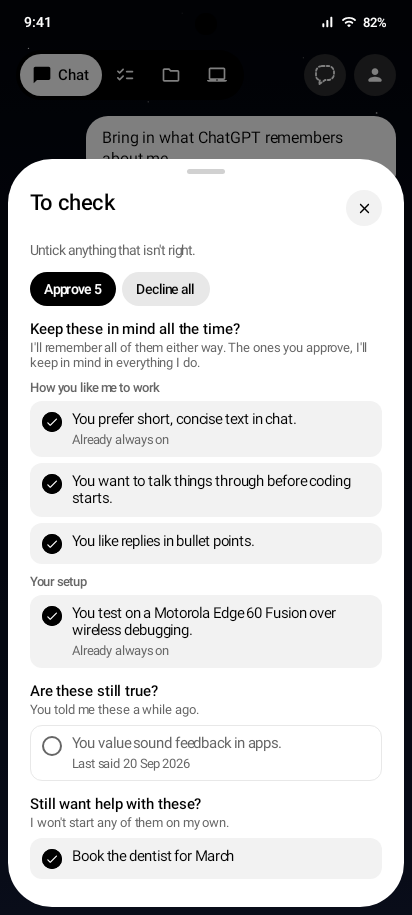 9:41
82%
Chat
Bring in what ChatGPT remembers
about me
To check
Untick anything that isn't right.
Approve 5
Decline all
Keep these in mind all the time?
I'll remember all of them either way. The ones you approve, I'll
keep in mind in everything I do.
How you like me to work
You prefer short, concise text in chat.
Already always on
You want to talk things through before coding
starts.
You like replies in bullet points.
Your setup
You test on a Motorola Edge 60 Fusion over
wireless debugging.
Already always on
Are these still true?
You told me these a while ago.
You value sound feedback in apps.
Last said 20 Sep 2026
Still want help with these?
I won't start any of them on my own.
Book the dentist for March